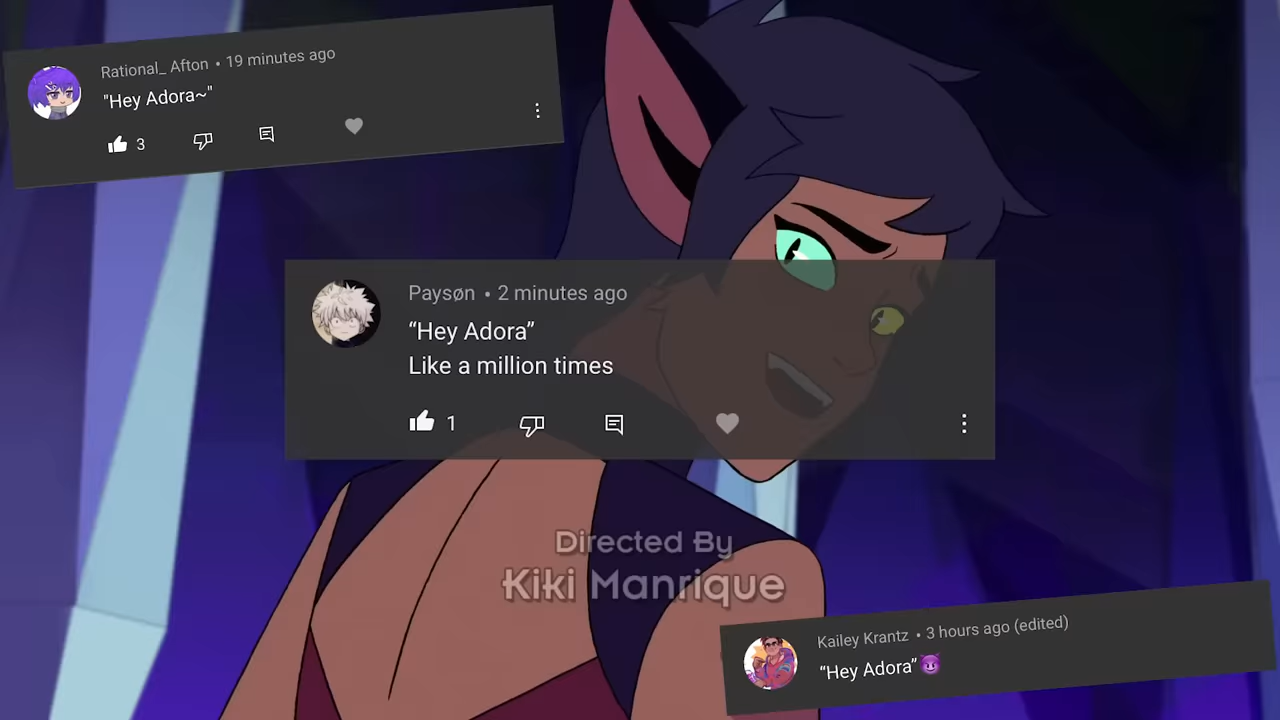 Rational_ Afton • 19 minutes ago
"Hey Adora~"
3
Paysøn • 2 minutes ago
“Hey Adora”
Like a million times
1
Directed By
Kiki Manrique
Kailey Krantz • 3 hours ago (edited)
“Hey Adora”😈